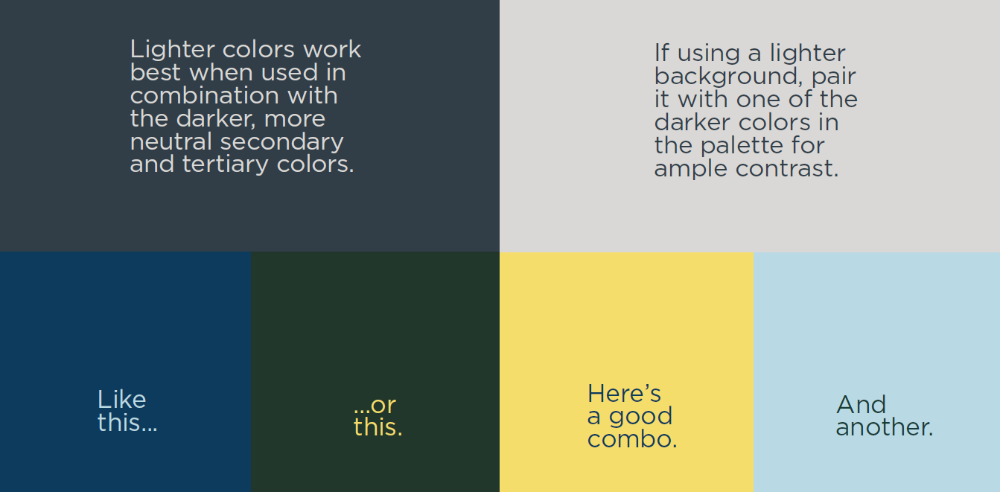 Lighter colors work
best when used in
combination with
the darker, more
neutral secondary
and tertiary colors.
If using a lighter
background, pair
it with one of the
darker colors in
the palette for
ample contrast.
Like
this...
...or
this.
Here’s
a good
combo.
And
another.